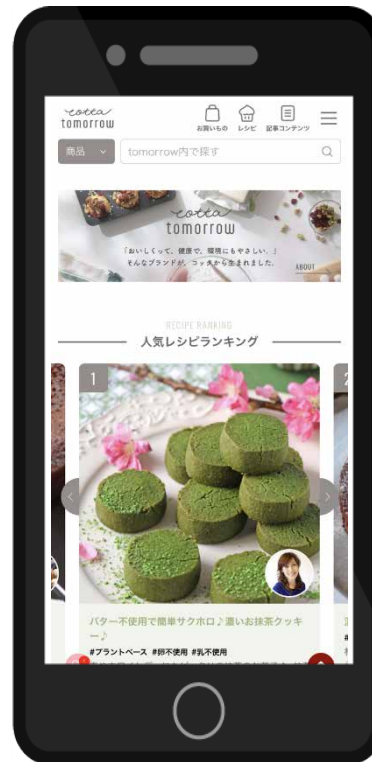 cotta
tomorrow
お買いもの レシピ 記事コンテンツ
商品
tomorrow内で探す
cotta
tomorrow
「おいしくって、健康で、環境にもやさしい。」
そんなブランドが、コッタから生まれました。
ABOUT
RECIPE RANKING
人気レシピランキング
1
2
バター不使用で簡単サクホロ♪濃いお抹茶クッキ
ー♪
#プラントベース #卵不使用 #乳不使用